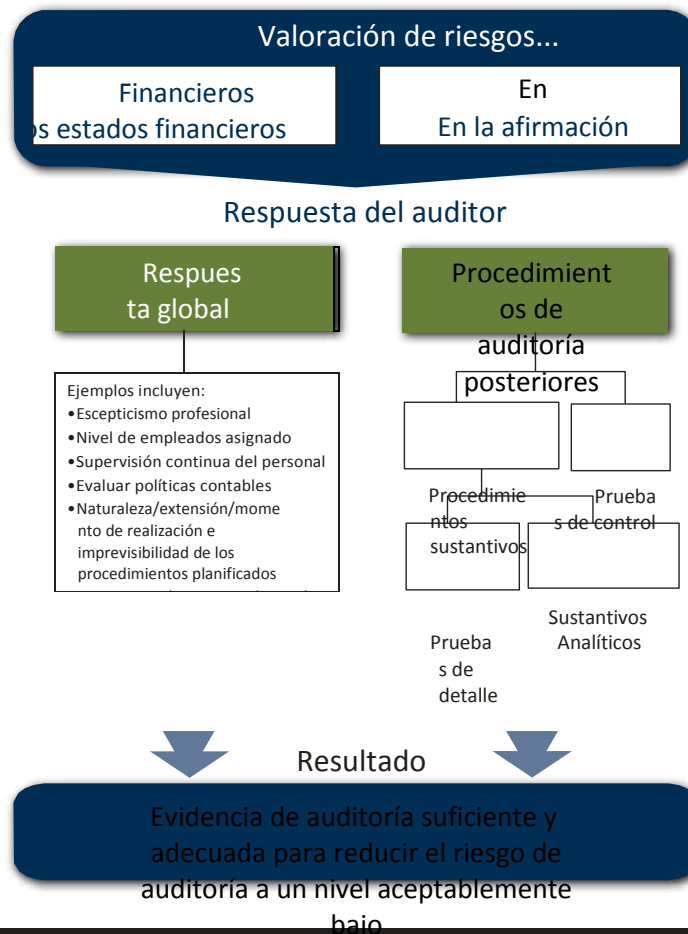 Valoración de riesgos...
Financieros
os estados financieros
En
En la afirmación
Respuesta del auditor
Respues
ta global
Ejemplos incluyen:
•Escepticismo profesional
•Nivel de empleados asignado
•Supervisión continua del personal
•Evaluar políticas contables
•Naturaleza/extensión/mome
nto de realización e
imprevisibilidad de los
procedimientos planificados
Procedimient
os de
auditoría
posteriores
Procedimie
ntos
sustantivos
Prueba
s de control
Prueba
s de
detalle
Sustantivos
Analíticos
Resultado
Evidencia de auditoría suficiente y
adecuada para reducir el riesgo de
auditoría a un nivel aceptablemente
bajo